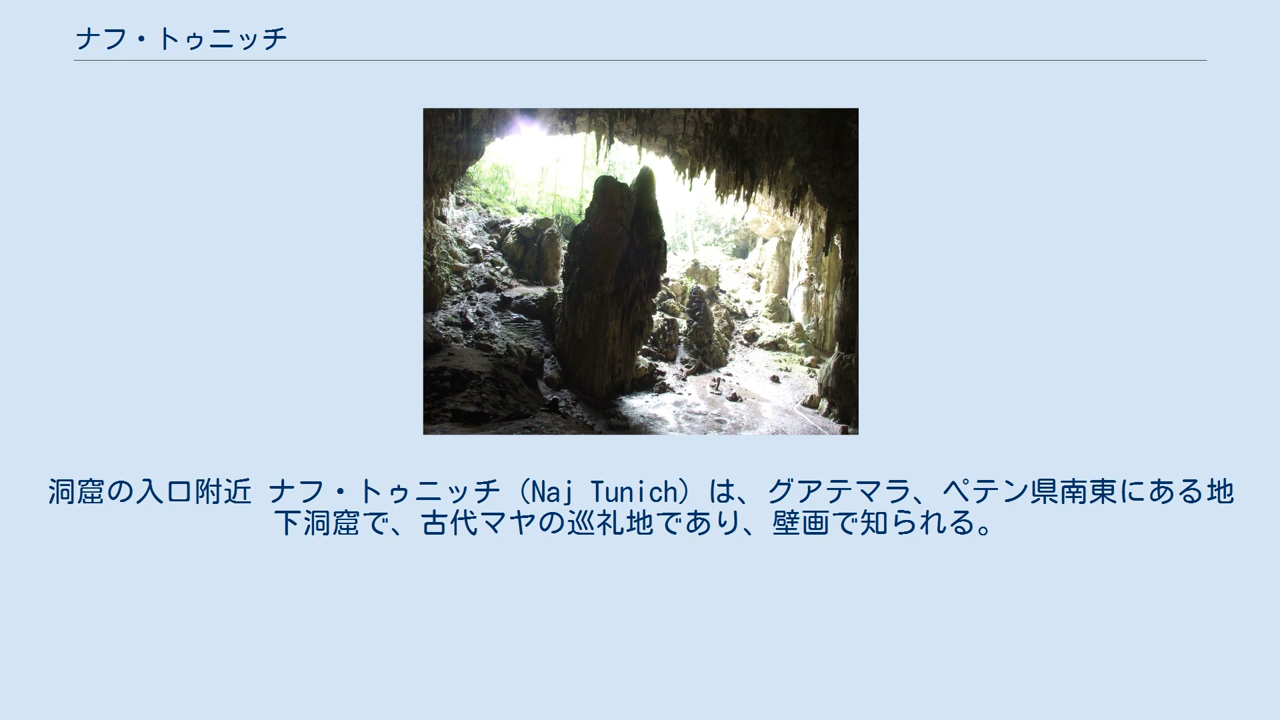 ナフ・トゥニッチ
洞窟の入口附近 ナフ・トゥニッチ（Naj Tunich）は、グアテマラ、ペテン県南東にある地
下洞窟で、古代マヤの巡礼地であり、壁画で知られる。